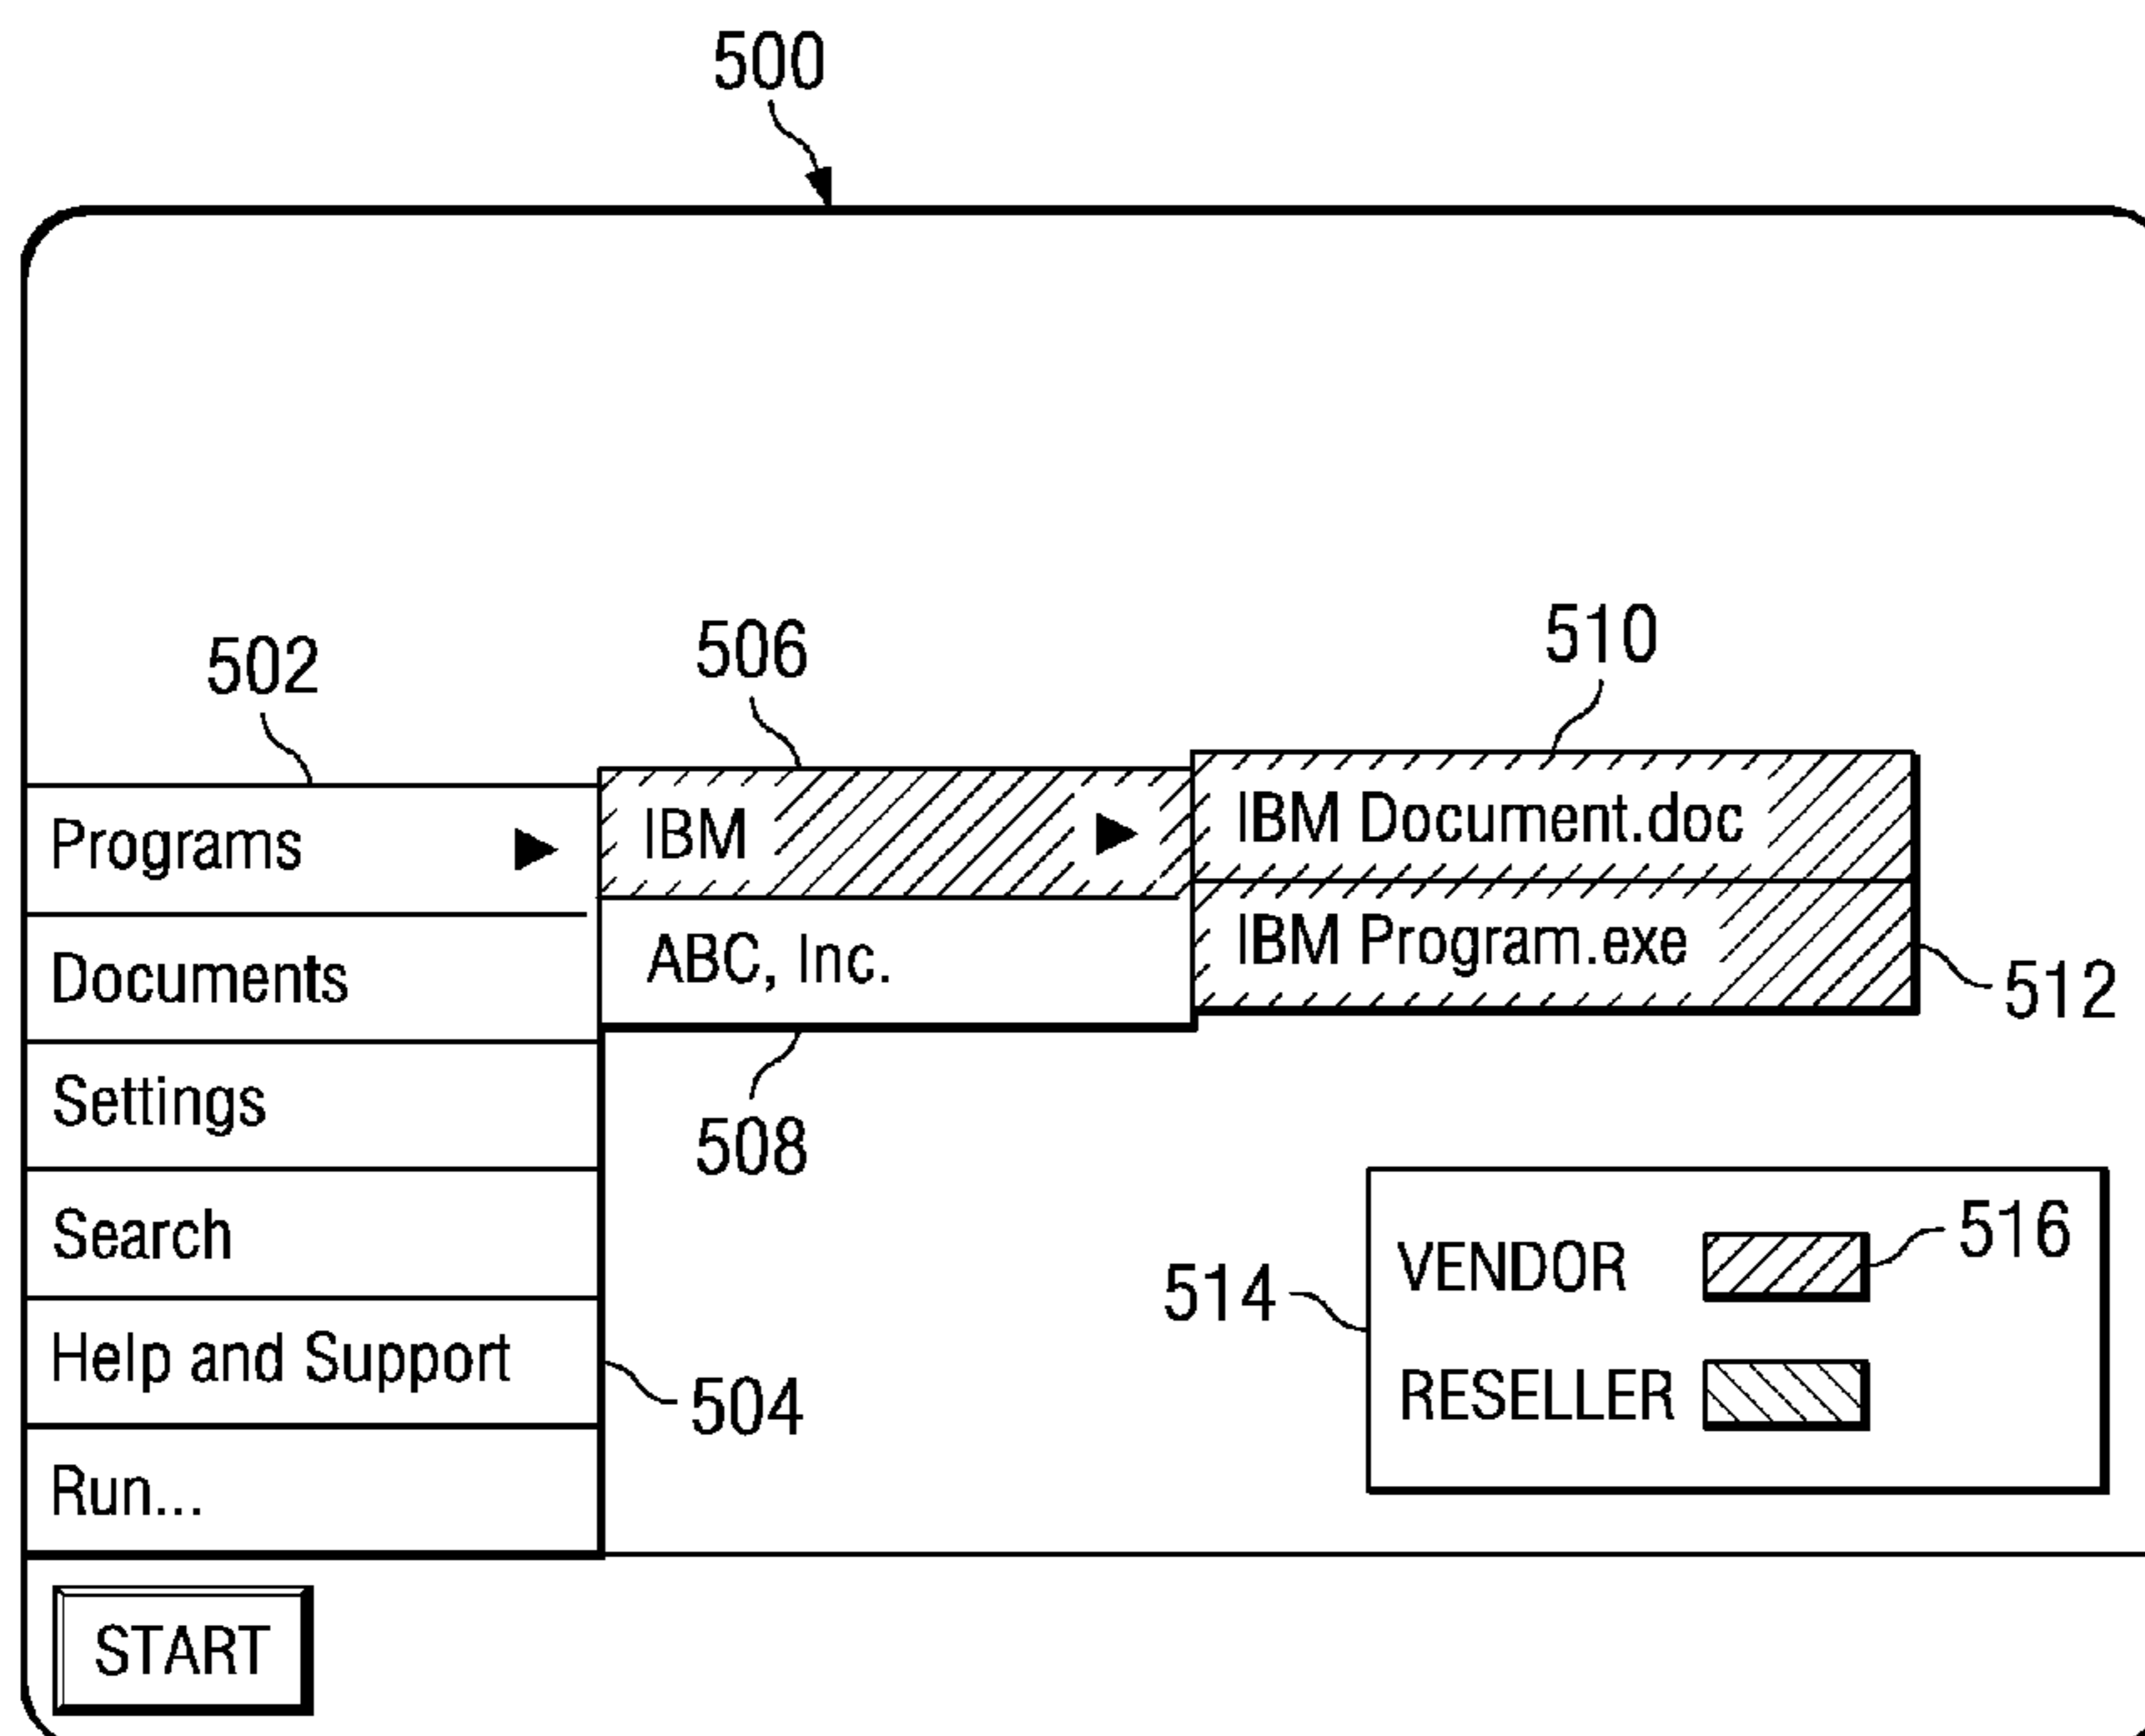 500
502
506
510
Programs
IBM
IBM Document.doc
Documents
ABC, Inc.
IBM Program.exe
512
Settings
508
Search
514
VENDOR
516
Help and Support
504
RESELLER
Run...
START